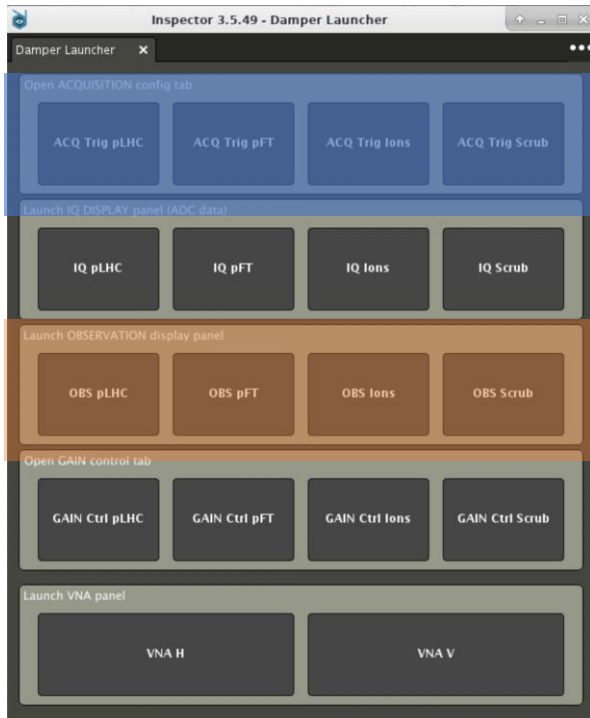 Inspector 3.5.49 - Damper Launcher
Damper Launcher
Open ACQUISITION config tab
ACQ Trig pLHC ACQ Trig pFT ACQ Trig Ions ACQ Trig Scrub
Launch IQ DISPLAY panel (ADC data)
IQ pLHC IQ pFT IQ Ions IQ Scrub
Launch OBSERVATION display panel
OBS pLHC OBS pFT OBS Ions OBS Scrub
Open GAIN control tab
GAIN Ctrl pLHC GAIN Ctrl pFT GAIN Ctrl Ions GAIN Ctrl Scrub
Launch VNA panel
VNA H VNA V